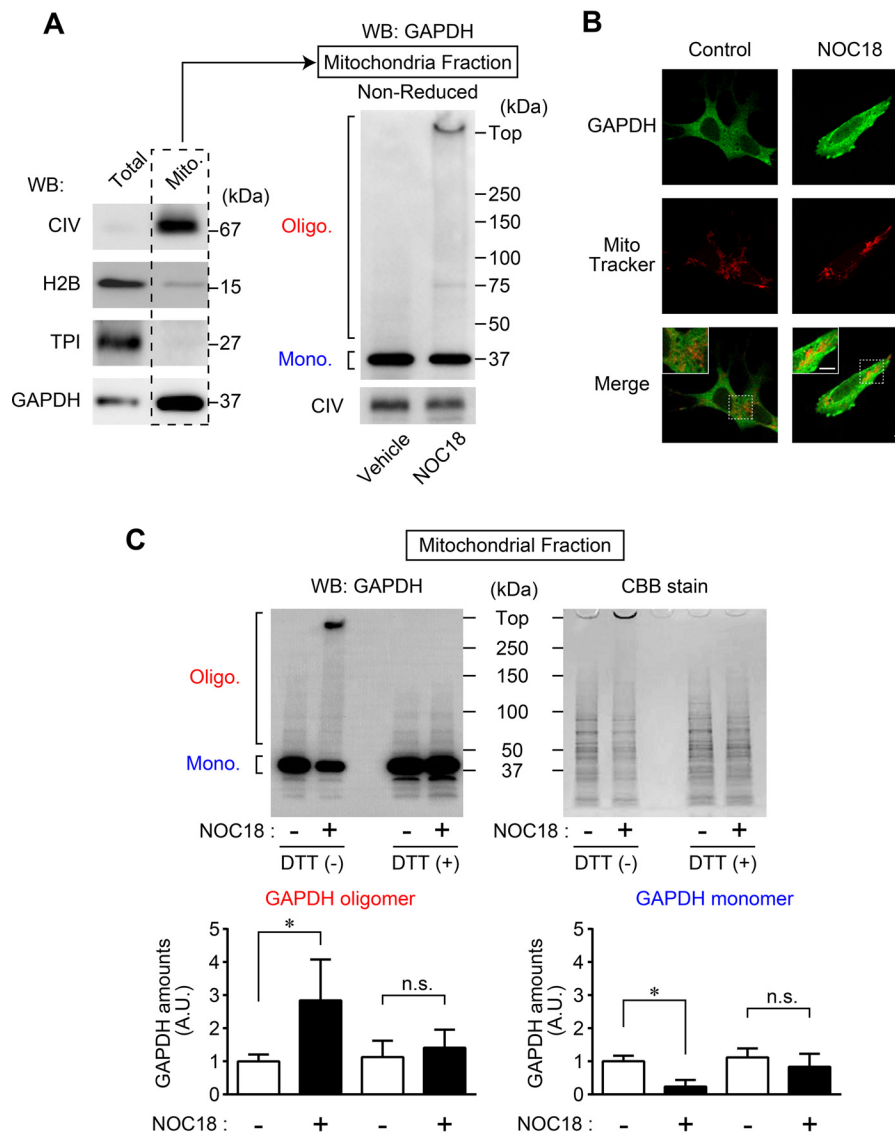 A
WB: GAPDH
Mitochondria Fraction
Non-Reduced
(kDa)
Top
250
150
100
75
50
37
Oligo.
Mono.
CIV
Vehicle
NOC18
WB:
Total
Mito.
(kDa)
CIV
67
H2B
15
TPI
27
GAPDH
37
B
Control
NOC18
GAPDH
Mito
Tracker
Merge
C
Mitochondrial Fraction
WB: GAPDH
(kDa)
CBB stain
Oligo.
Mono.
Top
250
150
100
50
37
NOC18 : - + - + - + - +
DTT (-) DTT (+) DTT (-) DTT (+)
GAPDH oligomer
GAPDH amounts
(A.U.)
5
4
3
2
1
0
*
n.s.
NOC18 : - + - +
GAPDH monomer
GAPDH amounts
(A.U.)
5
4
3
2
1
0
*
n.s.
NOC18 : - + - +